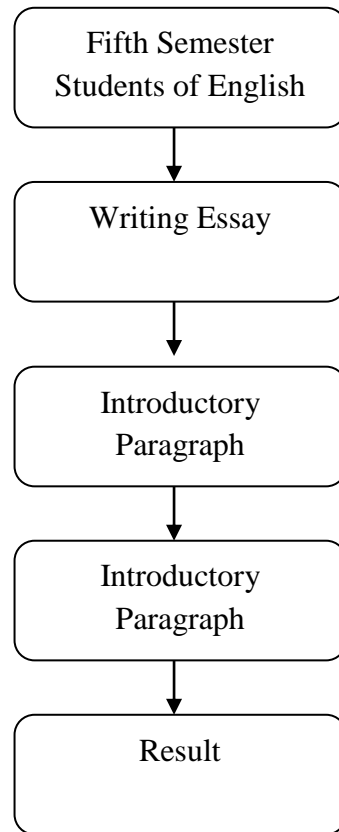 Fifth Semester
Students of English
Writing Essay
Introductory
Paragraph
Introductory
Paragraph
Result